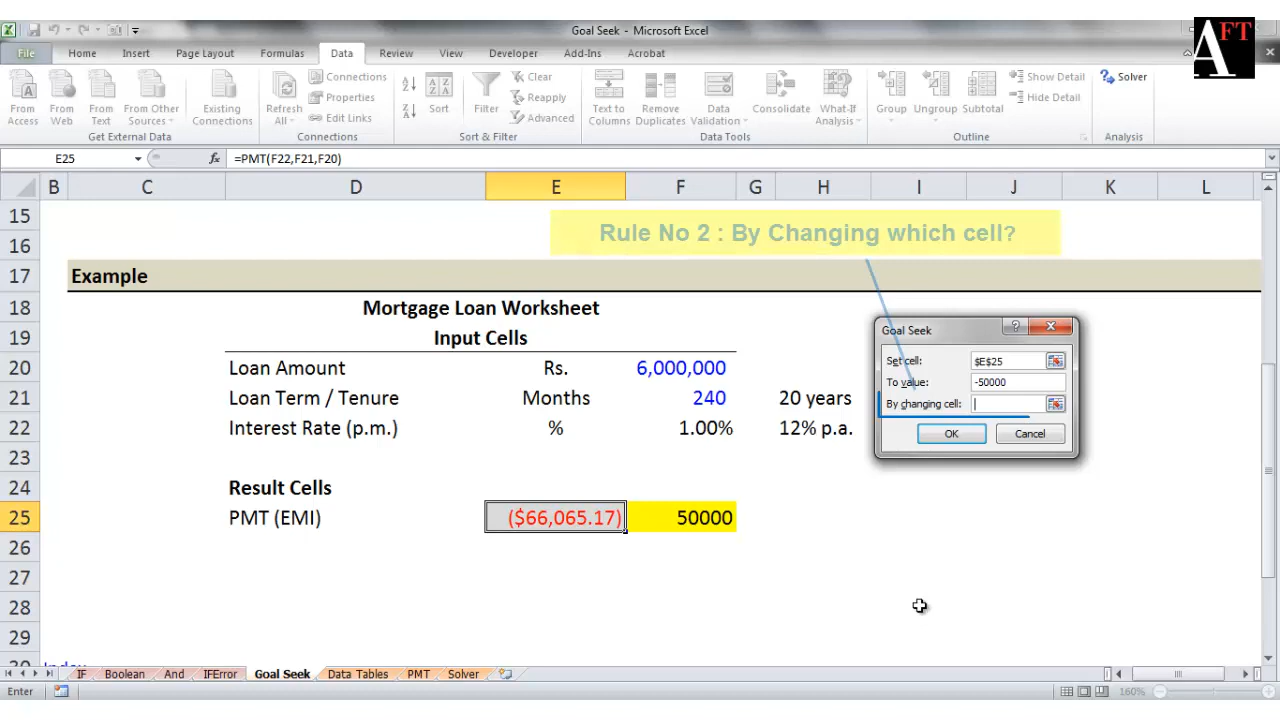 Goal Seek - Microsoft Excel
AFT
File Home Insert Page Layout Formulas Data Review View Developer Add-Ins Acrobat
From Access
From Web
From Text
From Other Sources
Existing Connections
Refresh All
Connections
Properties
Edit Links
Sort
Filter
Clear
Reapply
Advanced
Text to Columns
Remove Duplicates
Data Validation
Consolidate
What-If Analysis
Group
Ungroup
Subtotal
Show Detail
Hide Detail
Solver
Get External Data Connections Sort & Filter Data Tools Outline Analysis
E25 fx =PMT(F22,F21,F20)
B C D E F G H I J K L
15
Rule No 2 : By Changing which cell?
16
17 Example
18 Mortgage Loan Worksheet
19 Input Cells
20 Loan Amount Rs. 6,000,000
21 Loan Term / Tenure Months 240 20 years
22 Interest Rate (p.m.) % 1.00% 12% p.a.
23
24 Result Cells
25 PMT (EMI) ($66,065.17) 50000
26
27
28
29
30 Index
Goal Seek
Set cell: $E$25
To value: -50000
By changing cell:
OK Cancel
IF Boolean And IFError Goal Seek Data Tables PMT Solver
Enter 160%